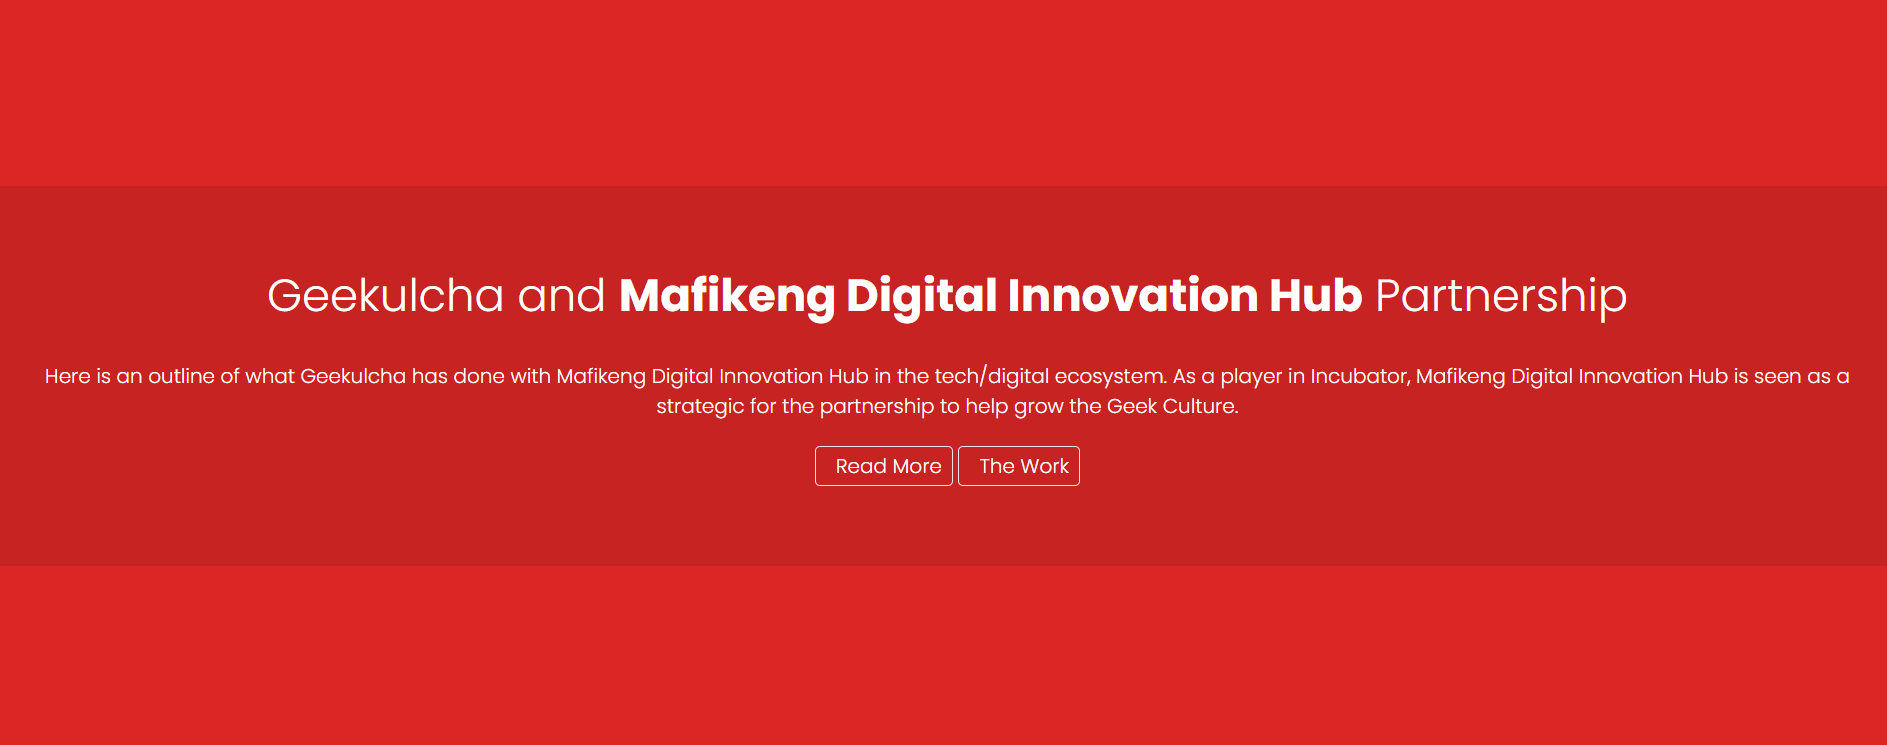 Geekulcha and Mafikeng Digital Innovation Hub Partnership
Here is an outline of what Geekulcha has done with Mafikeng Digital Innovation Hub in the tech/digital ecosystem. As a player in Incubator, Mafikeng Digital Innovation Hub is seen as a
strategic for the partnership to help grow the Geek Culture.
Read More The Work